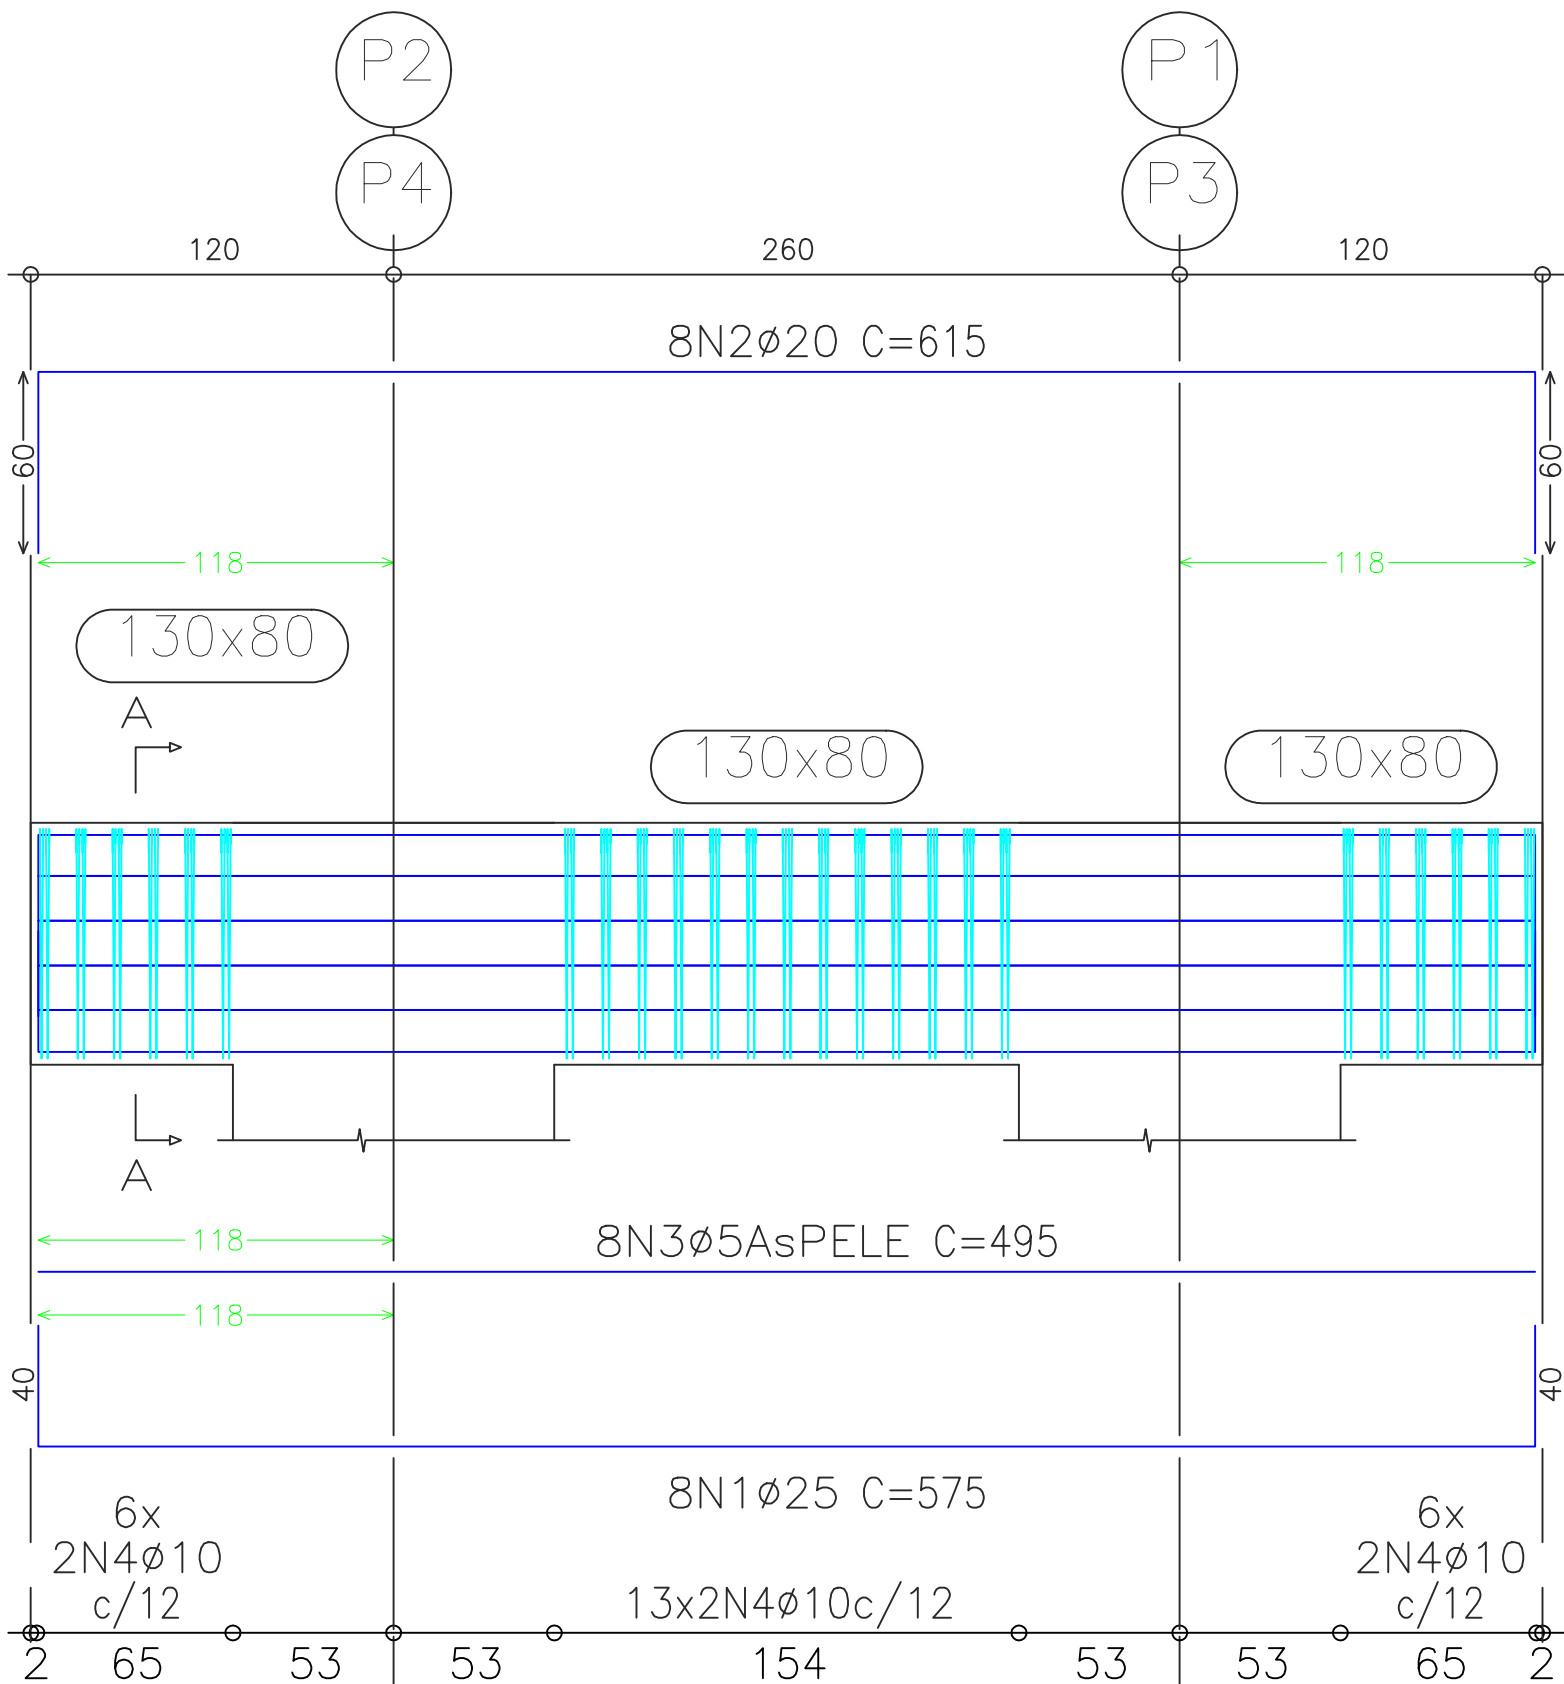 P2 P1
P4 P3
120 260 120
8N2ø20 C=615
60 60
118 118
130x80
A
130x80 130x80
A
118 8N3ø5AsPELE C=495
118
40 40
8N1ø25 C=575
6x 6x
2N4ø10 2N4ø10
c/12 13x2N4ø10c/12 c/12
2 65 53 53 154 53 53 65 2